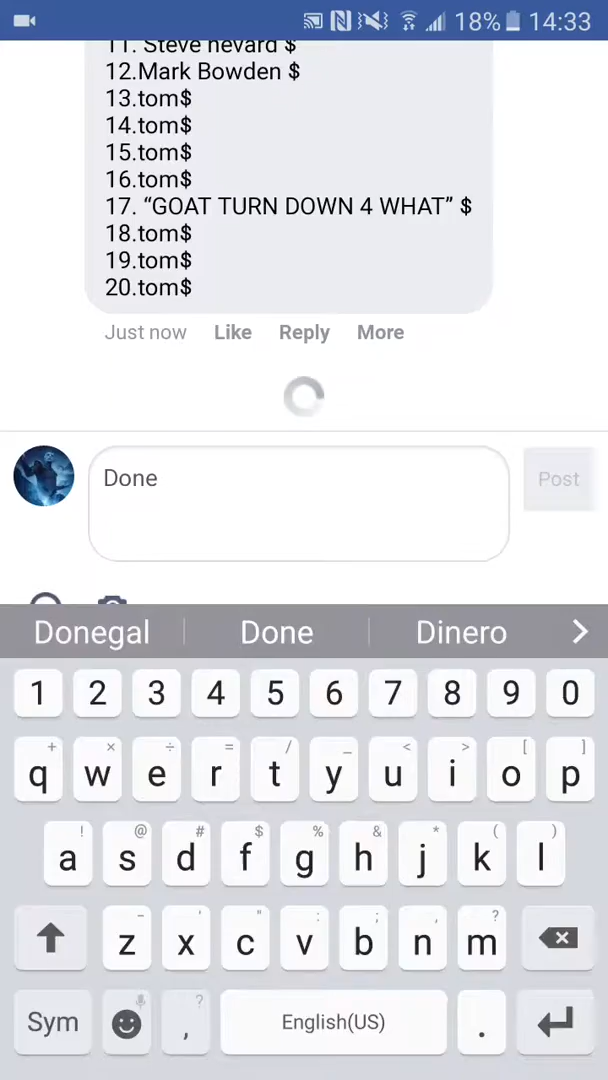 18% 14:33
11. Steve nevard $
12.Mark Bowden $
13.tom$
14.tom$
15.tom$
16.tom$
17. “GOAT TURN DOWN 4 WHAT” $
18.tom$
19.tom$
20.tom$
Just now Like Reply More
Done
Post
Donegal Done Dinero
1 2 3 4 5 6 7 8 9 0
+ × ÷ = / _ < > [ ]
q w e r t y u i o p
! @ # $ % & * ( )
a s d f g h j k l
- ' " : ; , ?
z x c v b n m
Sym , ? English(US) .